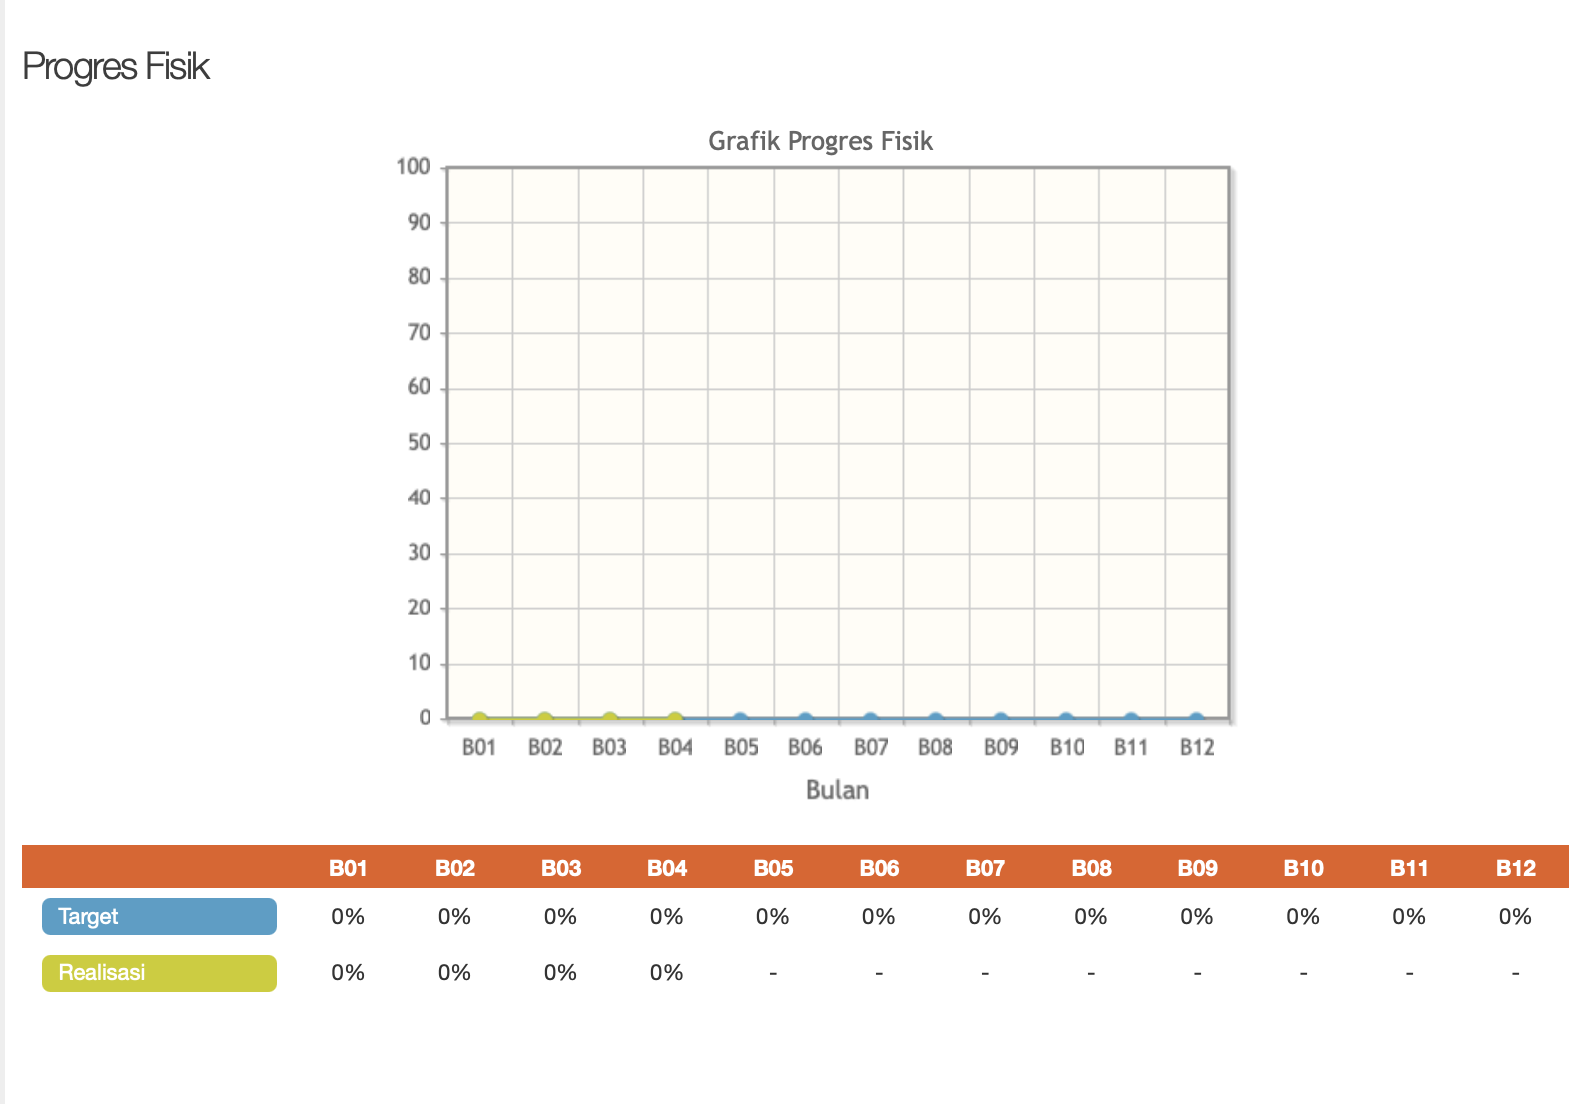 Progres Fisik
Grafik Progres Fisik
100
90
80
70
60
50
40
30
20
10
0
B01 B02 B03 B04 B05 B06 B07 B08 B09 B10 B11 B12
Bulan
B01 B02 B03 B04 B05 B06 B07 B08 B09 B10 B11 B12
Target 0% 0% 0% 0% 0% 0% 0% 0% 0% 0% 0% 0%
Realisasi 0% 0% 0% 0% - - - - - - - -